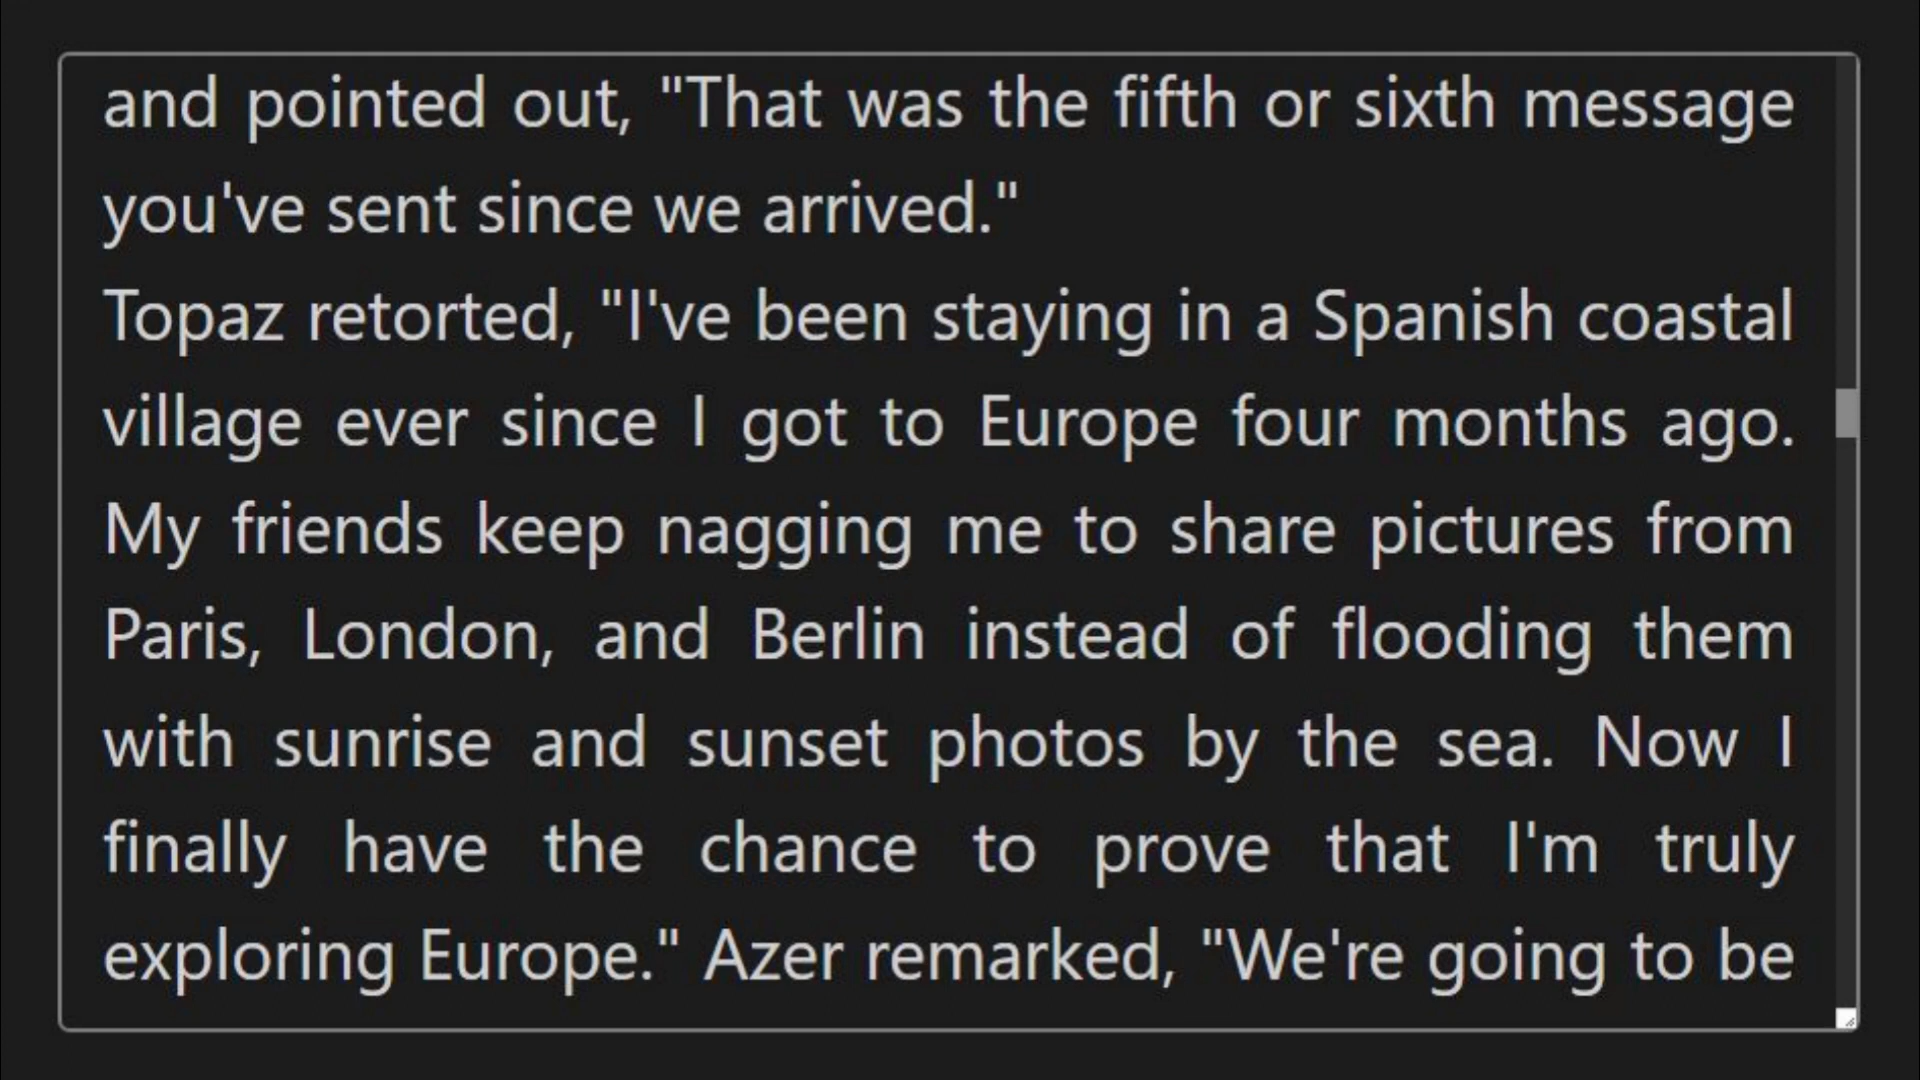 and pointed out, "That was the fifth or sixth message
you've sent since we arrived."
Topaz retorted, "I've been staying in a Spanish coastal
village ever since I got to Europe four months ago.
My friends keep nagging me to share pictures from
Paris, London, and Berlin instead of flooding them
with sunrise and sunset photos by the sea. Now I
finally have the chance to prove that I'm truly
exploring Europe." Azer remarked, "We're going to be